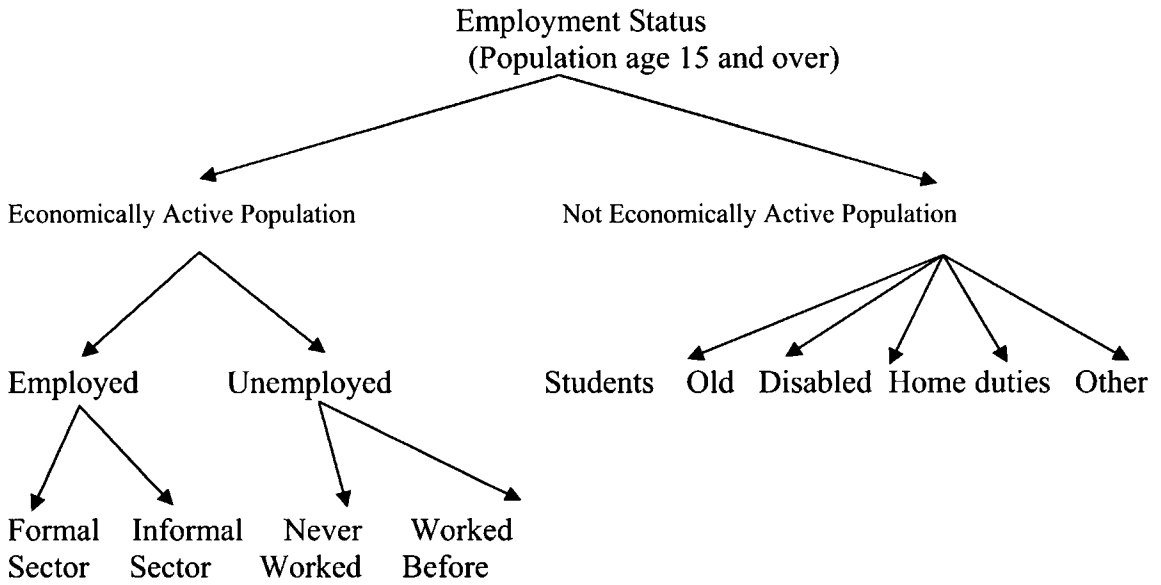 Employment Status
(Population age 15 and over)
Economically Active Population Not Economically Active Population
Employed Unemployed Students Old Disabled Home duties Other
Formal Informal Never Worked
Sector Sector Worked Before